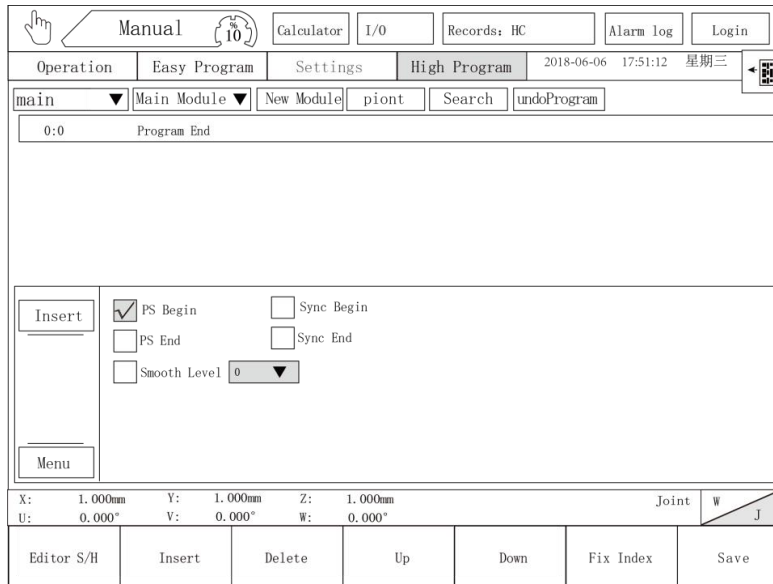 Manual % 10 Calculator I/O Records: HC Alarm log Login
Operation Easy Program Settings High Program 2018-06-06 17:51:12 星期三
main Main Module New Module piont Search undoProgram
0:0 Program End
Insert PS Begin Sync Begin
PS End Sync End
Smooth Level 0
Menu
X: 1.000mm Y: 1.000mm Z: 1.000mm Joint W
U: 0.000° V: 0.000° W: 0.000° J
Editor S/H Insert Delete Up Down Fix Index Save